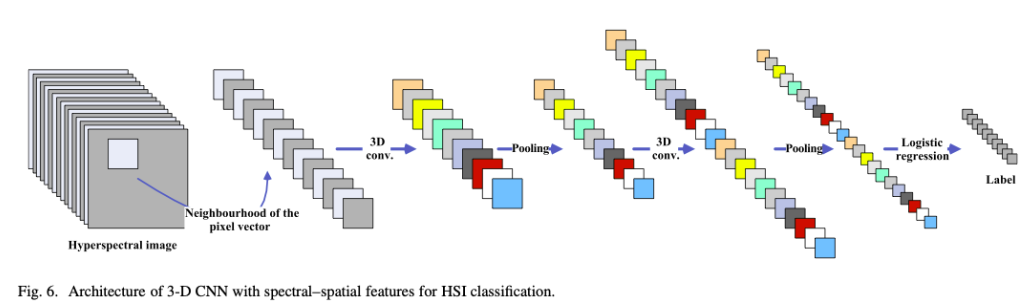 3D
conv.
Pooling
3D
conv.
Pooling
Logistic
regression
Label
Neighbourhood of the
pixel vector
Hyperspectral image
Fig. 6. Architecture of 3-D CNN with spectral–spatial features for HSI classification.